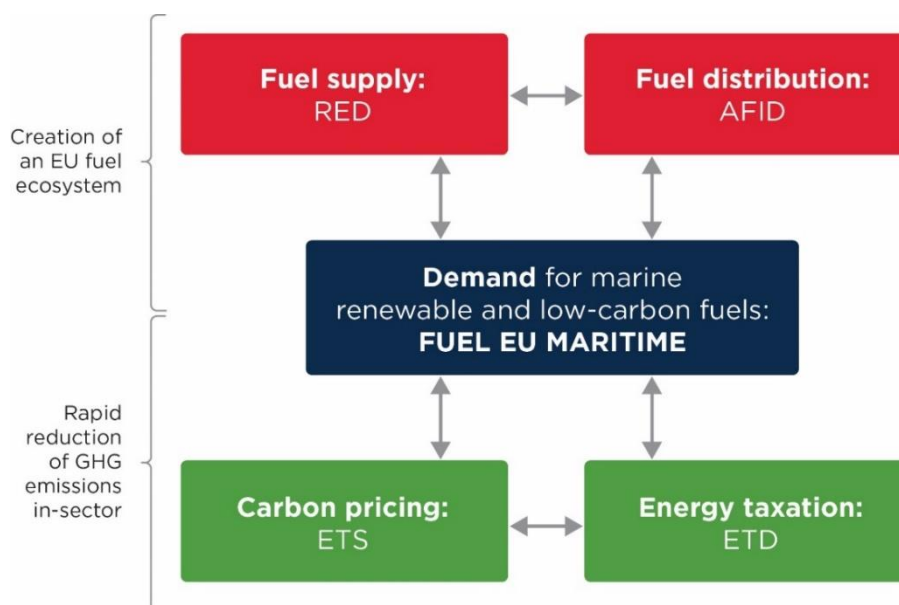 Fuel supply:
RED
Fuel distribution:
AFID
Creation of
an EU fuel
ecosystem
Demand for marine
renewable and low-carbon fuels:
FUEL EU MARITIME
Rapid
reduction
of GHG
emissions
in-sector
Carbon pricing:
ETS
Energy taxation:
ETD